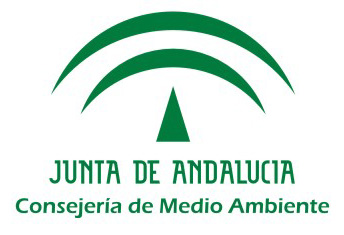 JUNTA DE ANDALUCIA
Consejería de Medio Ambiente